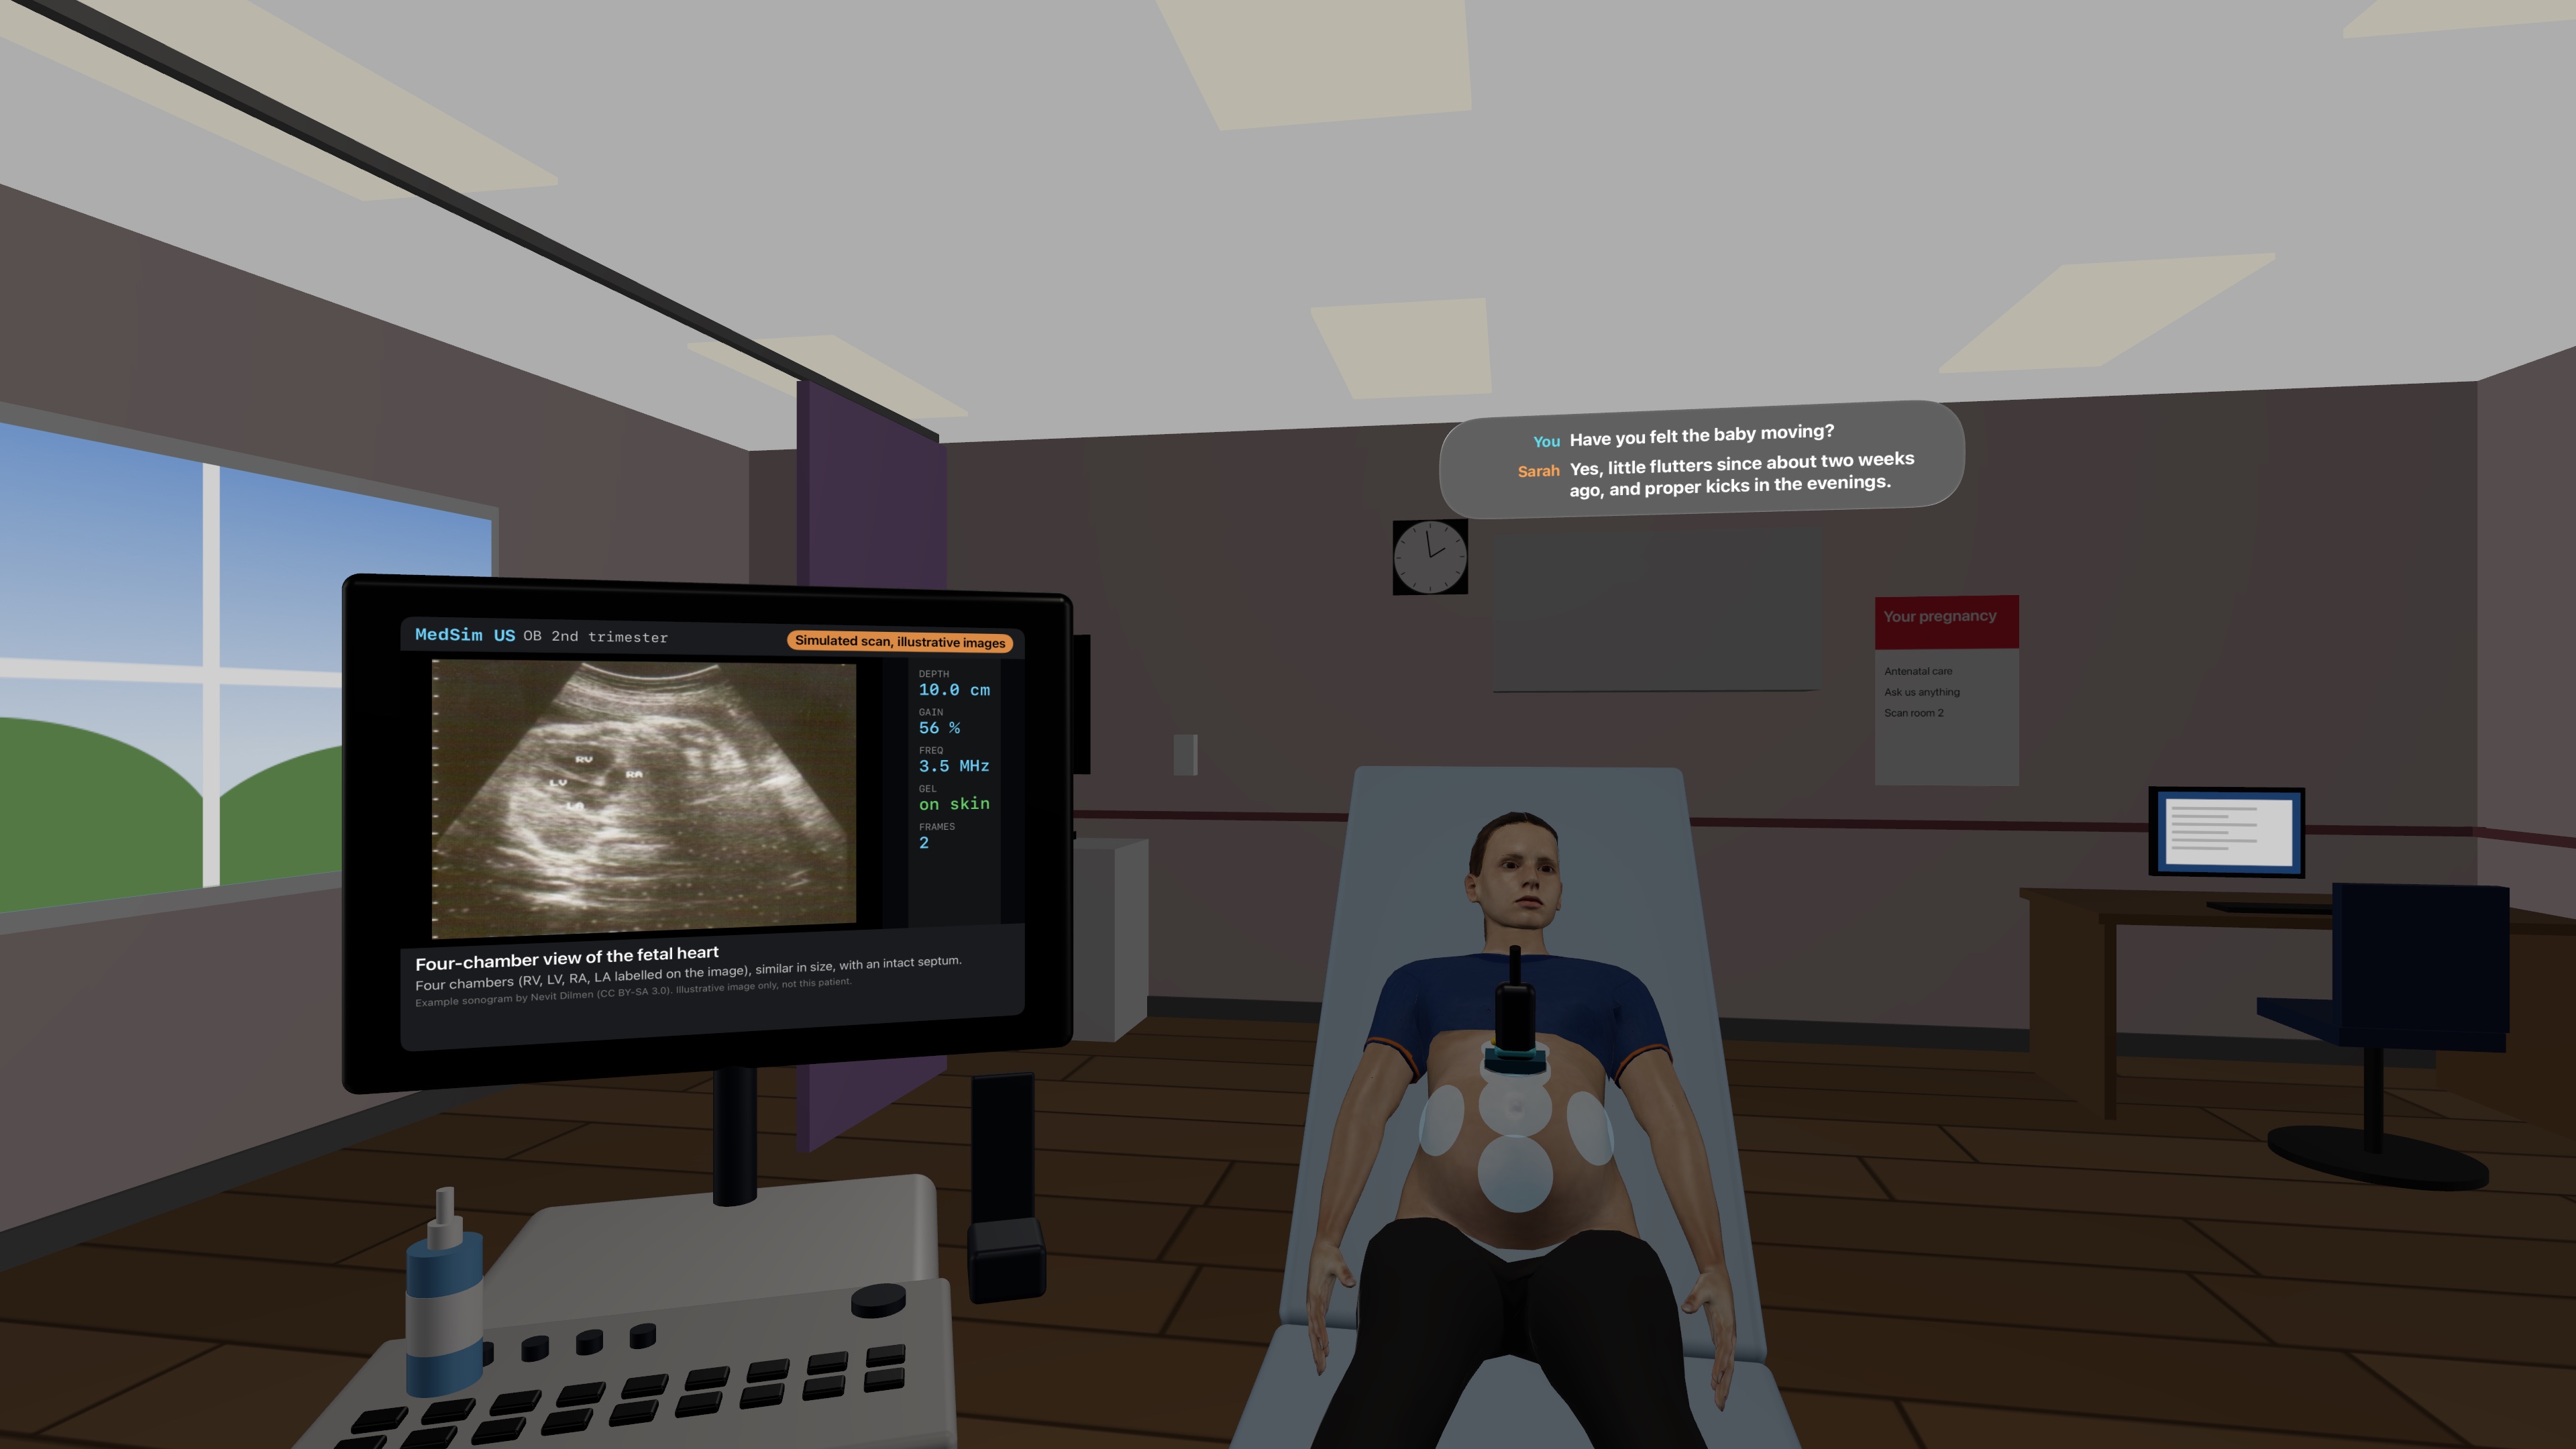 You Have you felt the baby moving?
Sarah Yes, little flutters since about two weeks
ago, and proper kicks in the evenings.
MedSim US OB 2nd trimester
Simulated scan, illustrative images
DEPTH
10.0 cm
GAIN
56 %
FREQ
3.5 MHz
GEL
on skin
FRAMES
2
RV
RA
LV
LA
Four-chamber view of the fetal heart
Four chambers (RV, LV, RA, LA labelled on the image), similar in size, with an intact septum.
Example sonogram by Nevit Dilmen (CC BY-SA 3.0). Illustrative image only, not this patient.
Your pregnancy
Antenatal care
Ask us anything
Scan room 2